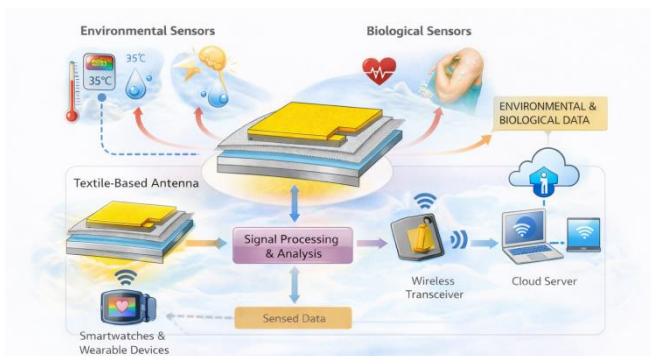 Environmental Sensors
Biological Sensors
35℃
35℃
ENVIRONMENTAL &
BIOLOGICAL DATA
Textile-Based Antenna
Signal Processing
& Analysis
Wireless
Transceiver
Cloud Server
Sensed Data
Smartwatches &
Wearable Devices